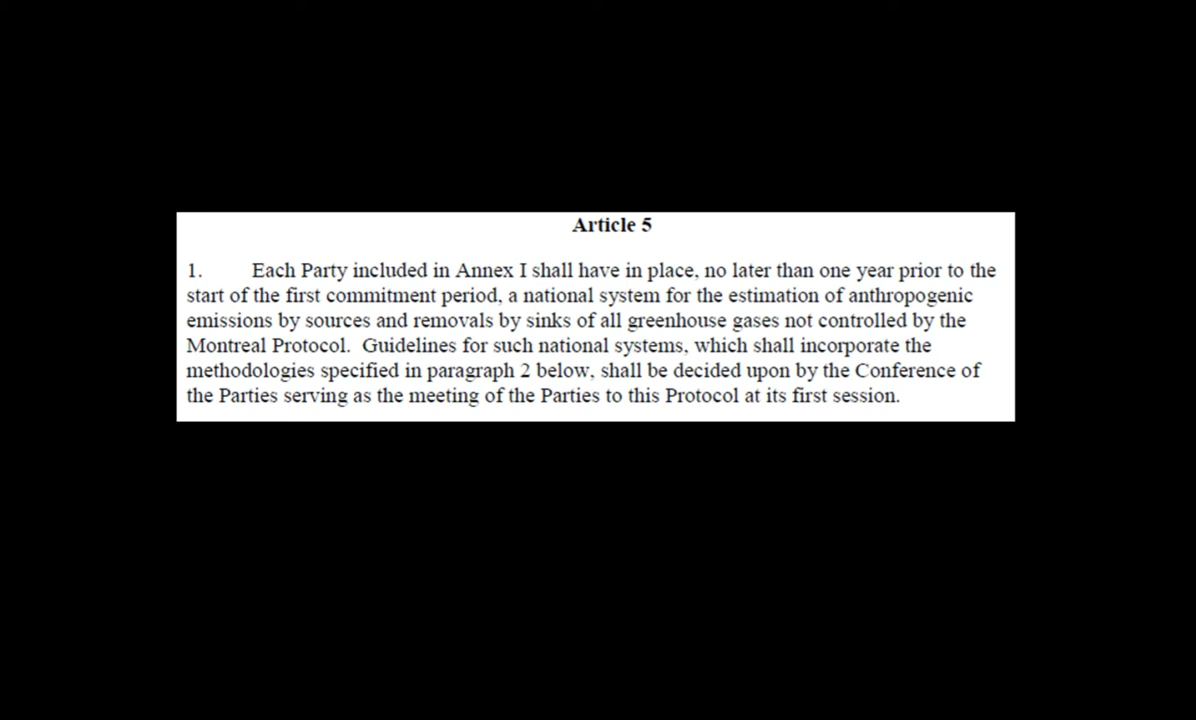 Article 5
1. Each Party included in Annex I shall have in place, no later than one year prior to the
start of the first commitment period, a national system for the estimation of anthropogenic
emissions by sources and removals by sinks of all greenhouse gases not controlled by the
Montreal Protocol. Guidelines for such national systems, which shall incorporate the
methodologies specified in paragraph 2 below, shall be decided upon by the Conference of
the Parties serving as the meeting of the Parties to this Protocol at its first session.